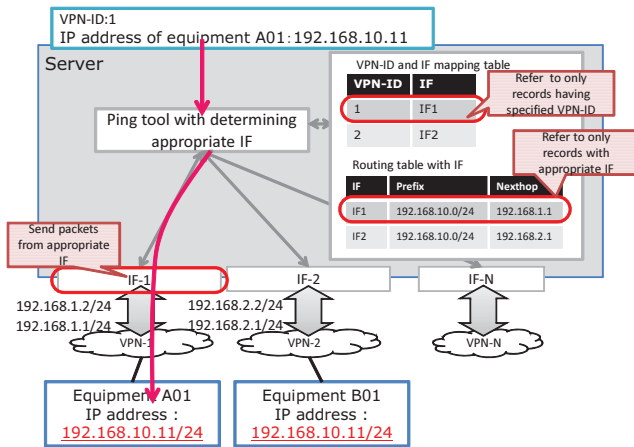 VPN-ID:1
IP address of equipment A01:192.168.10.11
Server
VPN-ID and IF mapping table
VPN-ID IF
1 IF1
2 IF2
Refer to only
records having
specified VPN-ID
Ping tool with determining
appropriate IF
Refer to only
records with
appropriate IF
Routing table with IF
IF Prefix Nexthop
IF1 192.168.10.0/24 192.168.1.1
IF2 192.168.10.0/24 192.168.2.1
Send packets
from appropriate
IF
IF-1
IF-2
IF-N
192.168.1.2/24
192.168.1.1/24
192.168.2.2/24
192.168.2.1/24
VPN-1
VPN-2
VPN-N
Equipment A01
IP address :
192.168.10.11/24
Equipment B01
IP address :
192.168.10.11/24